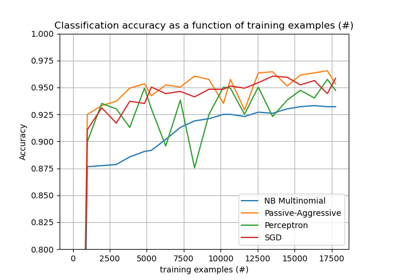 Classification accuracy as a function of training examples (#)
1.000
0.975
0.950
0.925
0.900
0.875
0.850
0.825
0.800
Accuracy
NB Multinomial
Passive-Aggressive
Perceptron
SGD
0 2500 5000 7500 10000 12500 15000 17500
training examples (#)